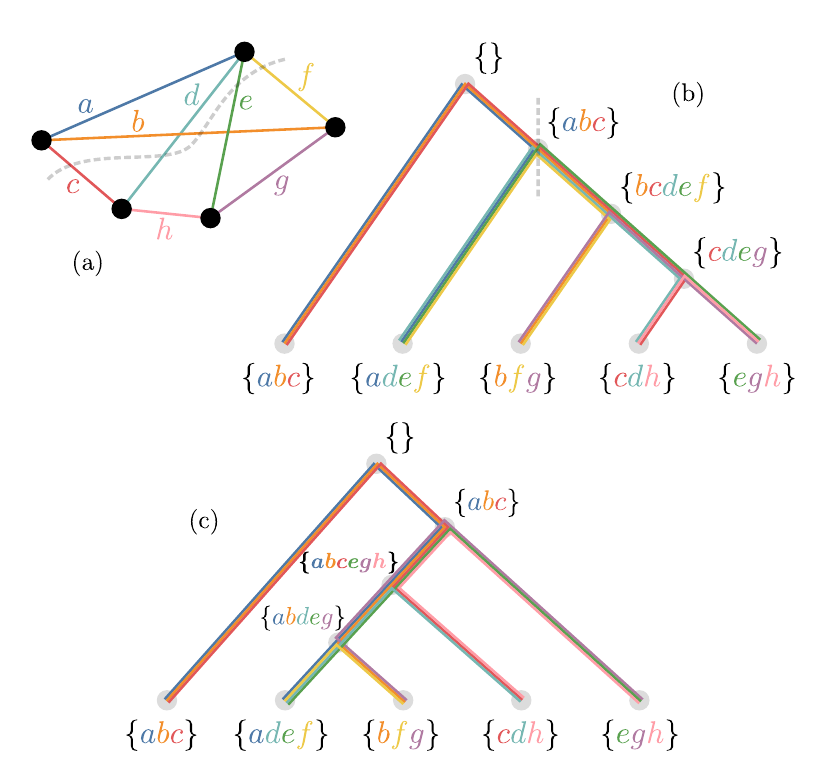 {}
(b)
f
d
e
a
b
{abc}
c
g
{bcdef}
h
{cdeg}
(a)
{abc} {adef} {bfg} {cdh} {egh}
{}
{abc}
(c)
{abcegh}
{abdeg}
{abc} {adef} {bfg} {cdh} {egh}